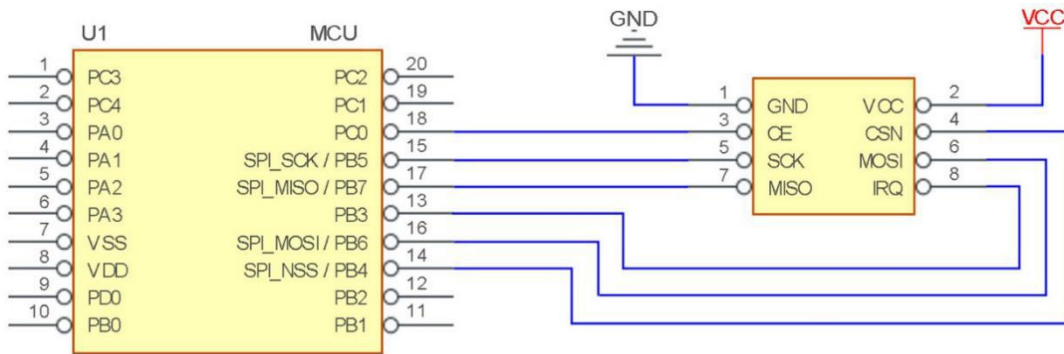 GND VCC
U1 MCU
1 PC3 PC2 20
2 PC4 PC1 19 1 GND VCC 2
3 PA0 PC0 18 3 CE CSN 4
4 PA1 SPI_SCK / PB5 15 5 SCK MOSI 6
5 PA2 SPI_MISO / PB7 17 7 MISO IRQ 8
6 PA3 PB3 13
7 VSS SPI_MOSI / PB6 16
8 VDD SPI_NSS / PB4 14
9 PD0 PB2 12
10 PB0 PB1 11